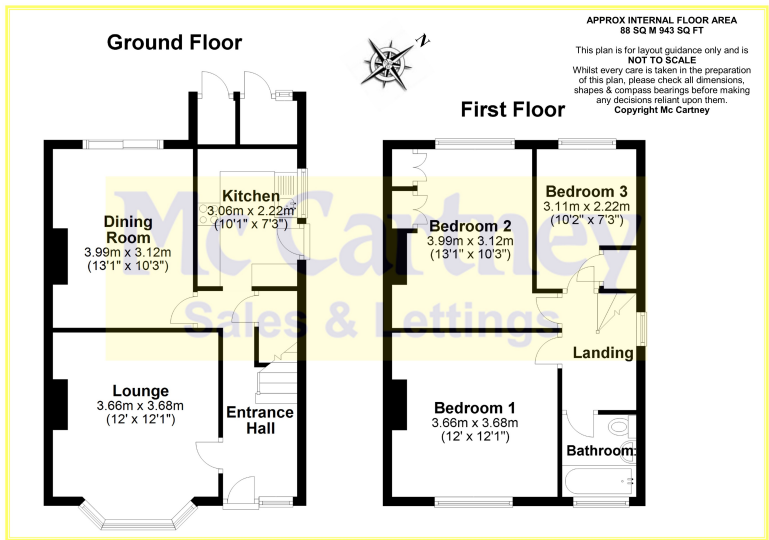 APPROX INTERNAL FLOOR AREA
88 SQ M 943 SQ FT
This plan is for layout guidance only and is
NOT TO SCALE
Whilst every care is taken in the preparation
of this plan, please check all dimensions,
shapes & compass bearings before making
any decisions reliant upon them.
Copyright Mc Cartney
Ground Floor
N
First Floor
Kitchen
3.06m x 2.22m
(10'1" x 7'3")
Dining
Room
3.99m x 3.12m
(13'1" x 10'3")
Lounge
3.66m x 3.68m
(12' x 12'1")
Entrance
Hall
Bedroom 3
3.11m x 2.22m
(10'2" x 7'3")
Bedroom 2
3.99m x 3.12m
(13'1" x 10'3")
Landing
Bedroom 1
3.66m x 3.68m
(12' x 12'1")
Bathroom
Mc Cartney
Sales & Lettings